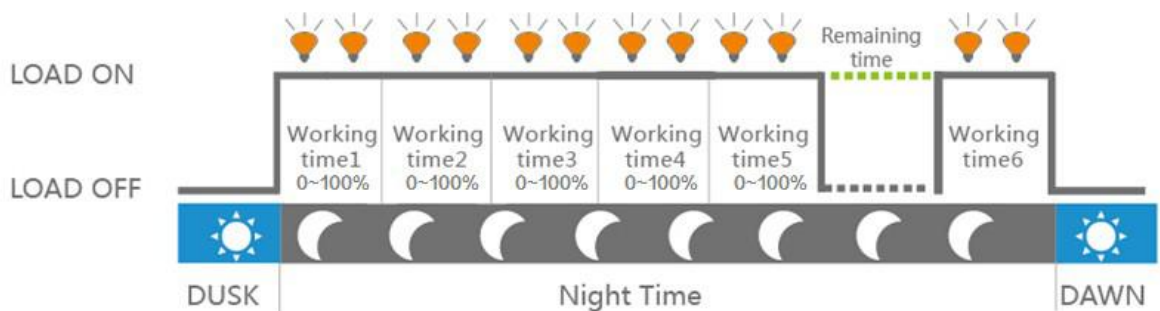 Remaining
time
LOAD ON
Working
time1
0~100%
Working
time2
0~100%
Working
time3
0~100%
Working
time4
0~100%
Working
time5
0~100%
Working
time6
LOAD OFF
DUSK
Night Time
DAWN